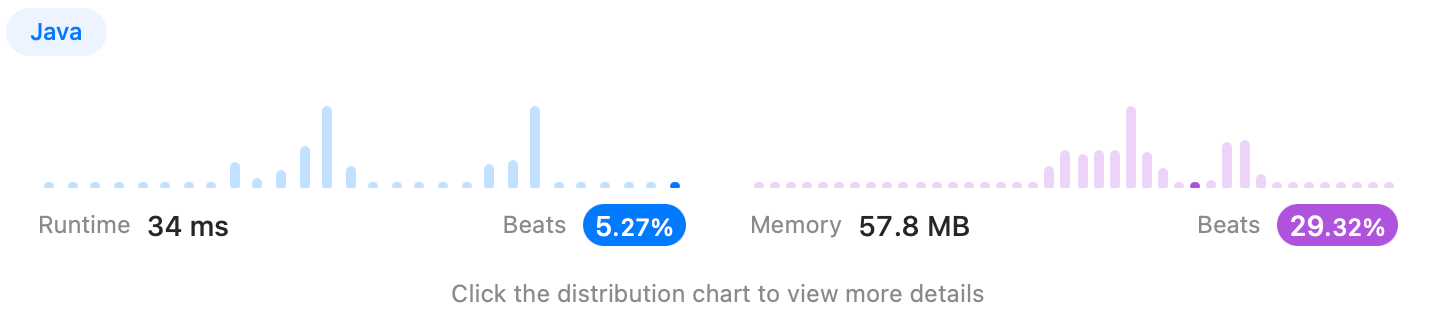 Java
Runtime 34 ms Beats 5.27% Memory 57.8 MB Beats 29.32%
Click the distribution chart to view more details